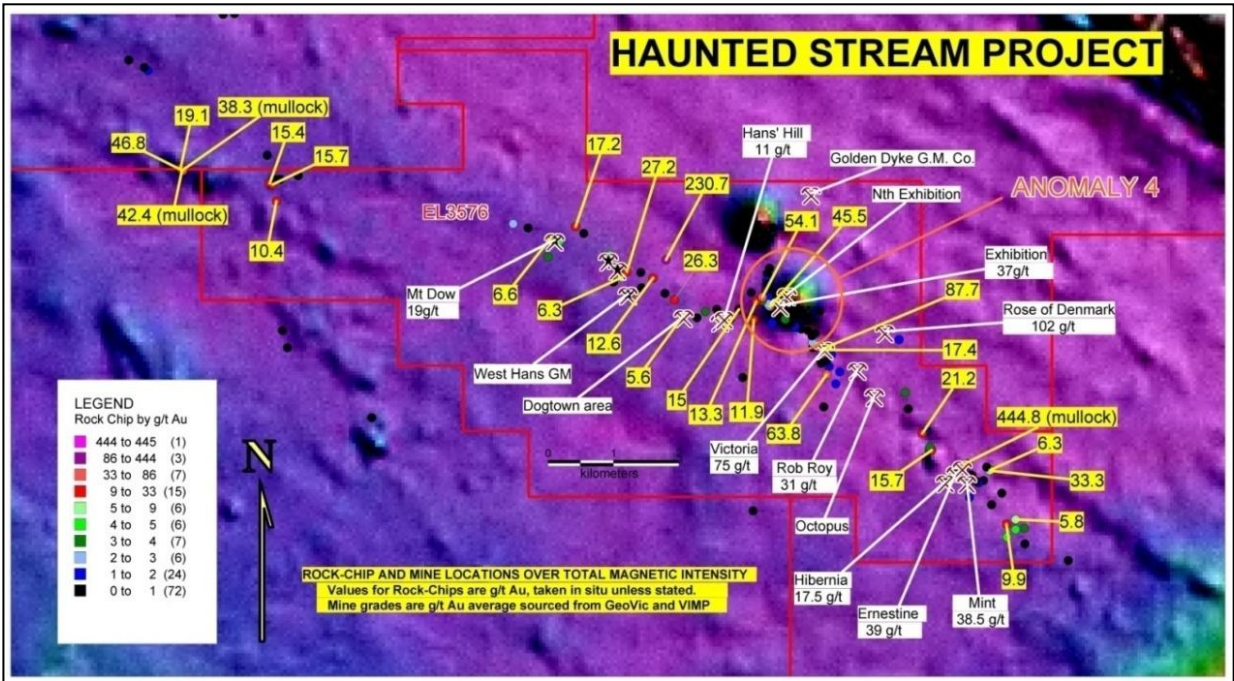 HAUNTED STREAM PROJECT
38.3 (mullock)
19.1
46.8
15.4
15.7
42.4 (mullock)
10.4
17.2
27.2
230.7
Hans' Hill
11 g/t
Golden Dyke G.M. Co.
Nth Exhibition
ANOMALY 4
EL3576
54.1
45.5
Exhibition
37g/t
26.3
87.7
Mt Dow
19g/t
6.6
6.3
Rose of Denmark
102 g/t
12.6
17.4
West Hans GM
5.6
21.2
Dogtown area
15
13.3
11.9
444.8 (mullock)
63.8
6.3
Victoria
75 g/t
Rob Roy
31 g/t
15.7
33.3
Octopus
5.8
9.9
Hibernia
17.5 g/t
Ernestine
39 g/t
Mint
38.5 g/t
0
kilometers
N
LEGEND
Rock Chip by g/t Au
444 to 445 (1)
86 to 444 (3)
33 to 86 (7)
9 to 33 (15)
5 to 9 (6)
4 to 5 (6)
3 to 4 (7)
2 to 3 (6)
1 to 2 (24)
0 to 1 (72)
ROCK-CHIP AND MINE LOCATIONS OVER TOTAL MAGNETIC INTENSITY
Values for Rock-Chips are g/t Au, taken in situ unless stated.
Mine grades are g/t Au average sourced from GeoVic and VIMP